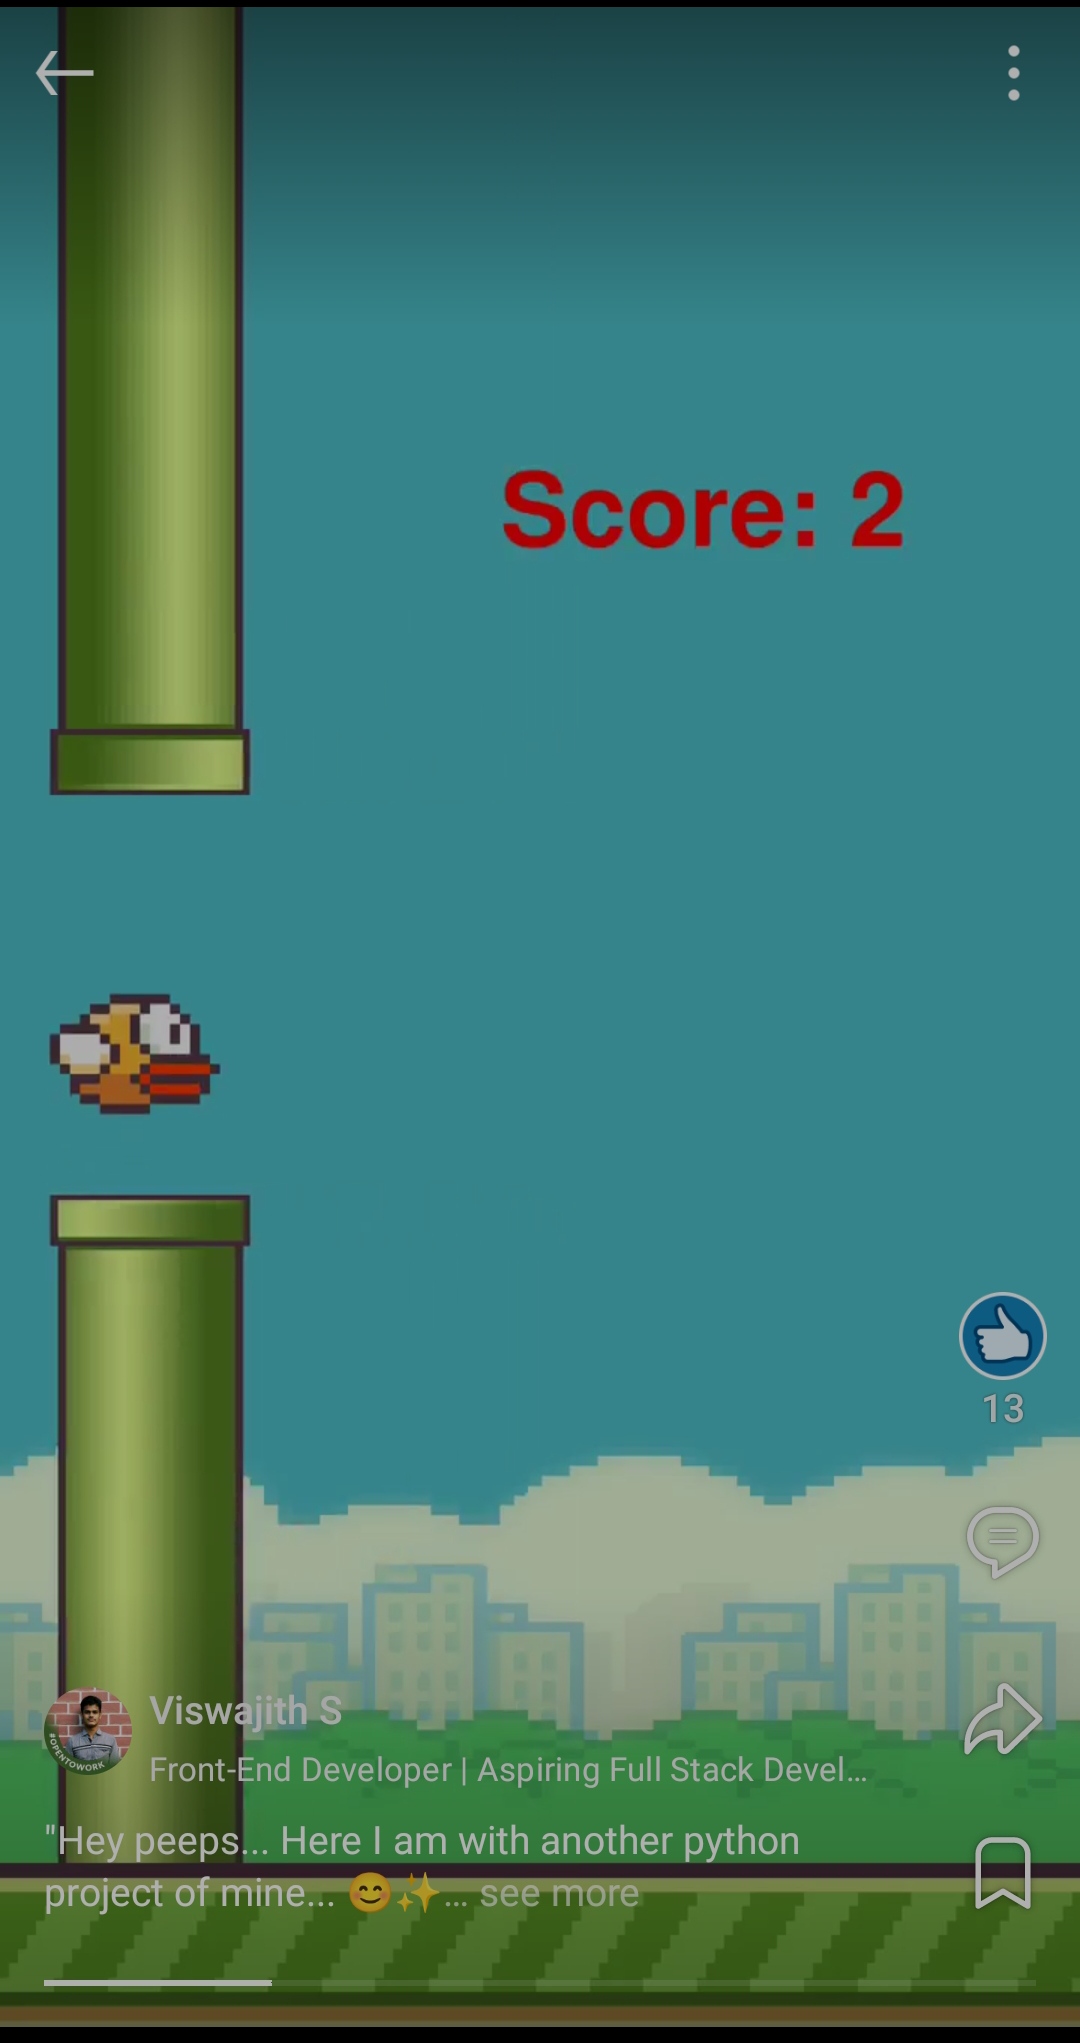 Score: 2
13
#OPENTOWORK
Viswajith S
Front-End Developer | Aspiring Full Stack Devel...
"Hey peeps... Here I am with another python
project of mine... 😊✨... see more